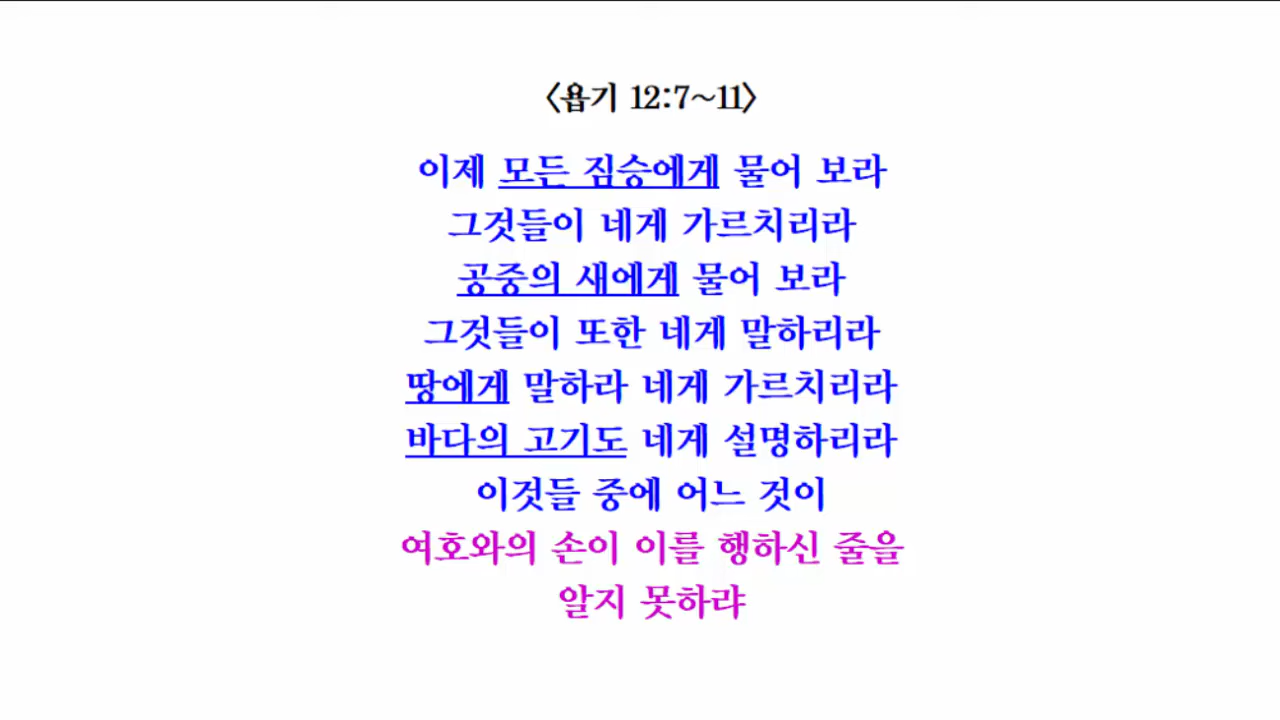 〈욥기 12:7~11〉
이제 모든 짐승에게 물어 보라
그것들이 네게 가르치리라
공중의 새에게 물어 보라
그것들이 또한 네게 말하리라
땅에게 말하라 네게 가르치리라
바다의 고기도 네게 설명하리라
이것들 중에 어느 것이
여호와의 손이 이를 행하신 줄을
알지 못하랴